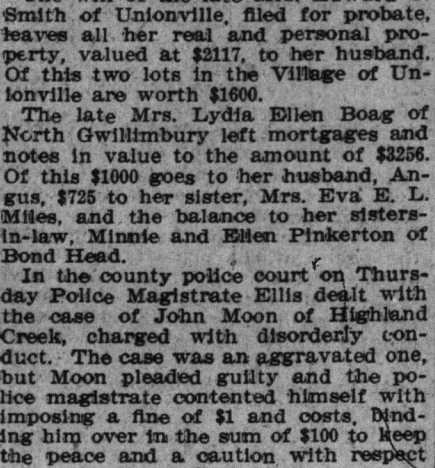 Smith of Unionville, filed for probate,
leaves all her real and personal pro-
perty, valued at $2117, to her husband.
Of this two lots in the Village of Un-
ionville are worth $1600.
The late Mrs. Lydia Ellen Boag of
North Gwillimbury left mortgages and
notes in value to the amount of $3256.
Of this $1000 goes to her husband, An-
gus, $725 to her sister, Mrs. Eva E. L.
Miles, and the balance to her sisters-
in-law, Minnie and Ellen Pinkerton of
Bond Head.
In the county police court on Thurs-
day Police Magistrate Ellis dealt with
the case of John Moon of Highland
Creek, charged with disorderly con-
duct. The case was an aggravated one,
but Moon pleaded guilty and the po-
lice magistrate contented himself with
imposing a fine of $1 and costs, bind-
ing him over in the sum of $100 to keep
the peace and a caution with respect